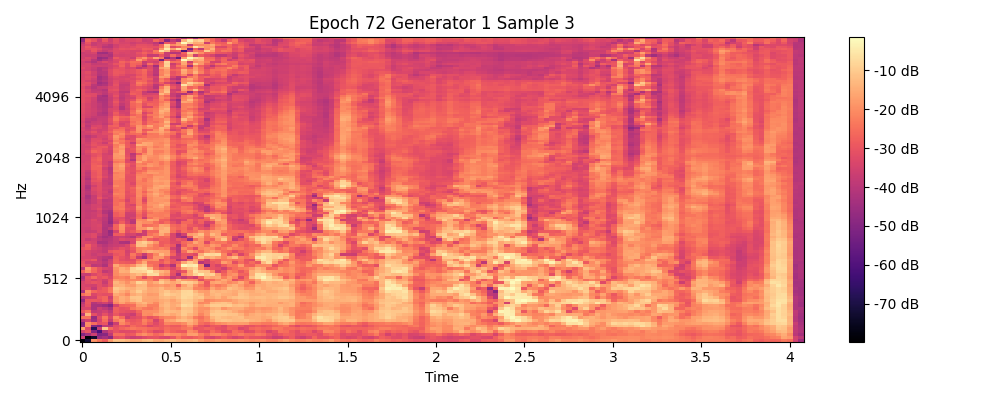 Epoch 72 Generator 1 Sample 3
Hz
4096
2048
1024
512
0
0
0.5
1
1.5
2
2.5
3
3.5
4
Time
-10 dB
-20 dB
-30 dB
-40 dB
-50 dB
-60 dB
-70 dB